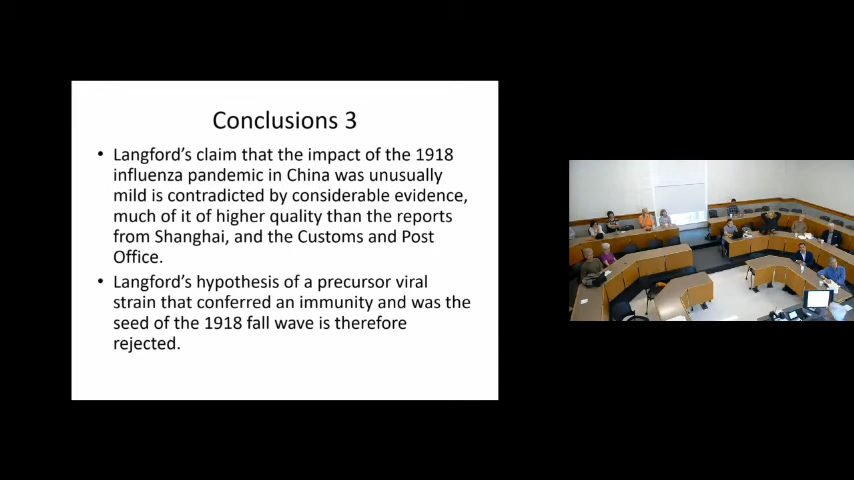 Conclusions 3
• Langford's claim that the impact of the 1918
influenza pandemic in China was unusually
mild is contradicted by considerable evidence,
much of it of higher quality than the reports
from Shanghai, and the Customs and Post
Office.
• Langford's hypothesis of a precursor viral
strain that conferred an immunity and was the
seed of the 1918 fall wave is therefore
rejected.